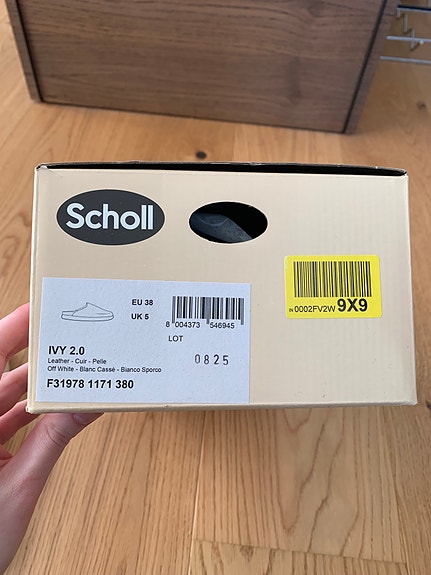 Scholl
EU 38
UK 5
8 004373 546945
LOT
0825
IN 0002FV2W 9X9
IVY 2.0
Leather - Cuir - Pelle
Off White - Blanc Cassé - Bianco Sporco
F31978 1171 380